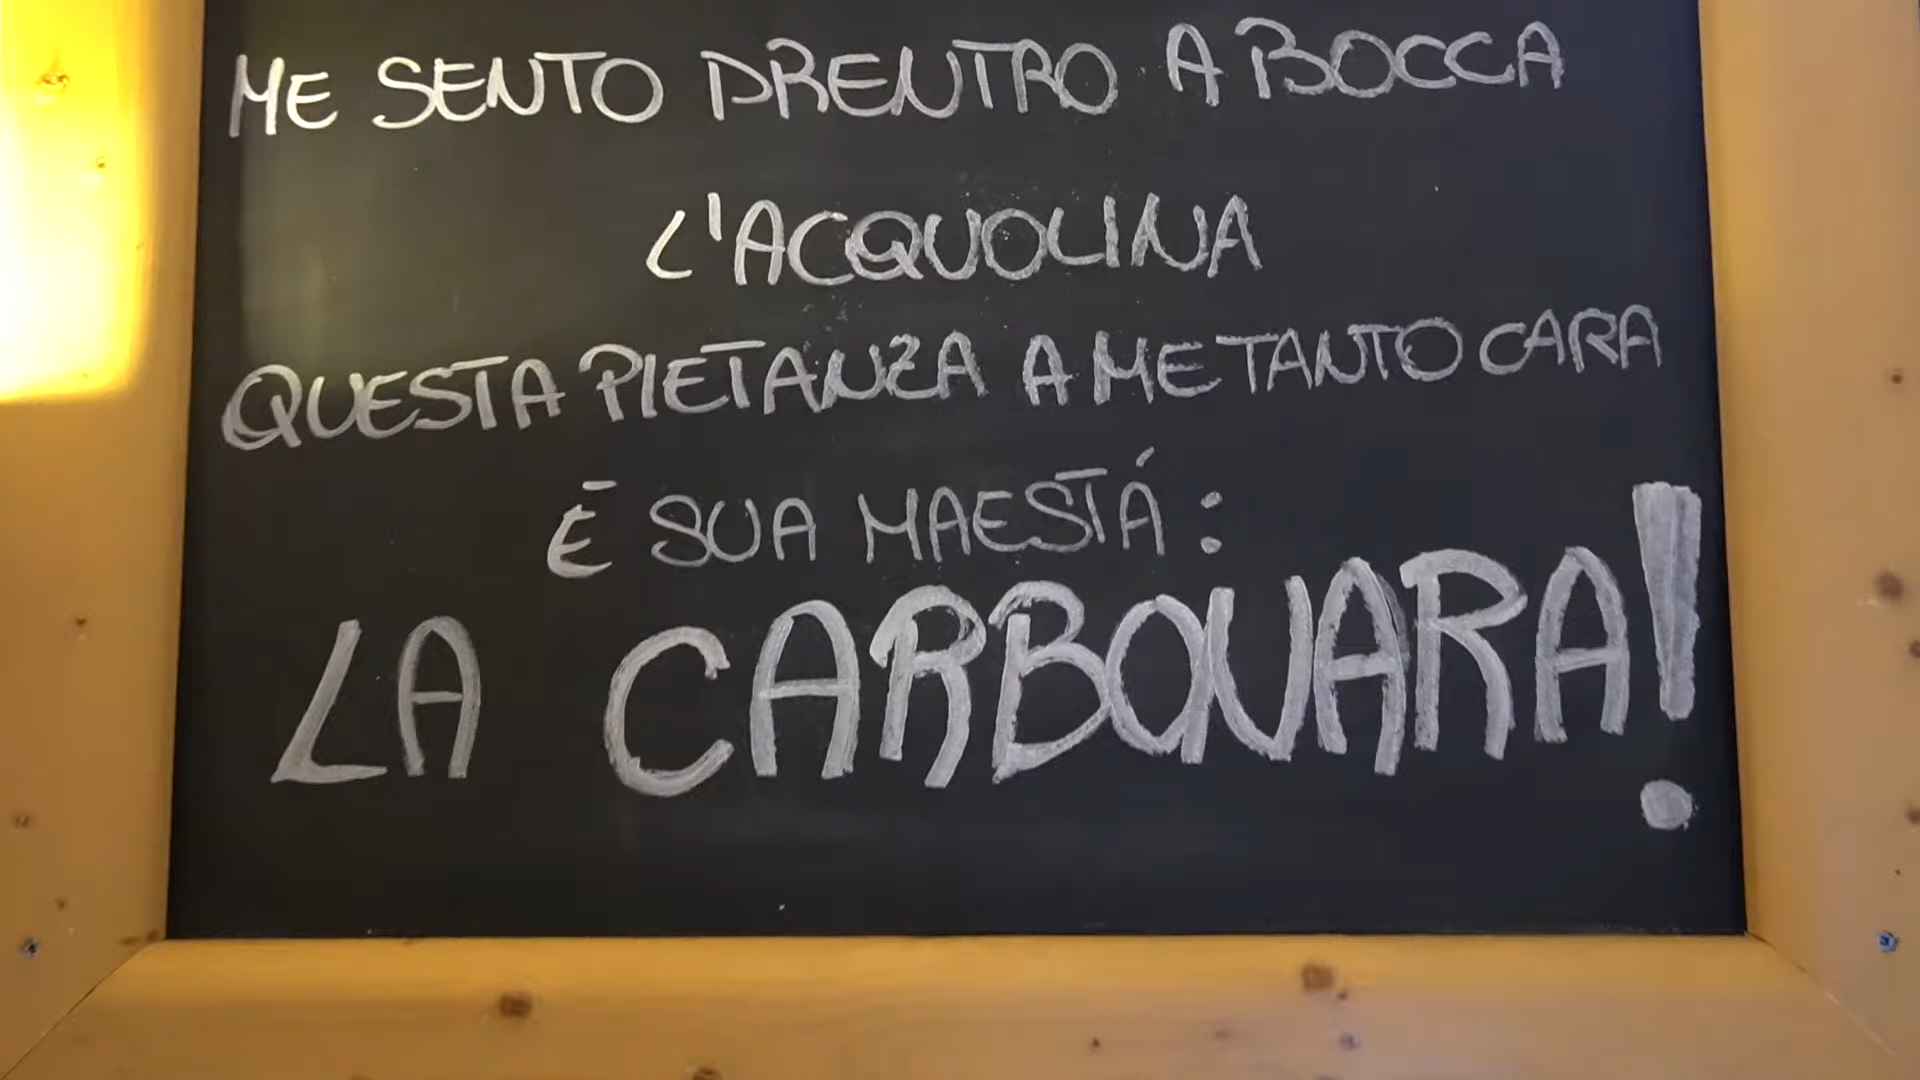 ME SENTO DRENTRO A BOCCA
L'ACQUOLINA
QUESTA PIETANZA A ME TANTO CARA
É SUA MAESTÁ:
LA CARBONARA!